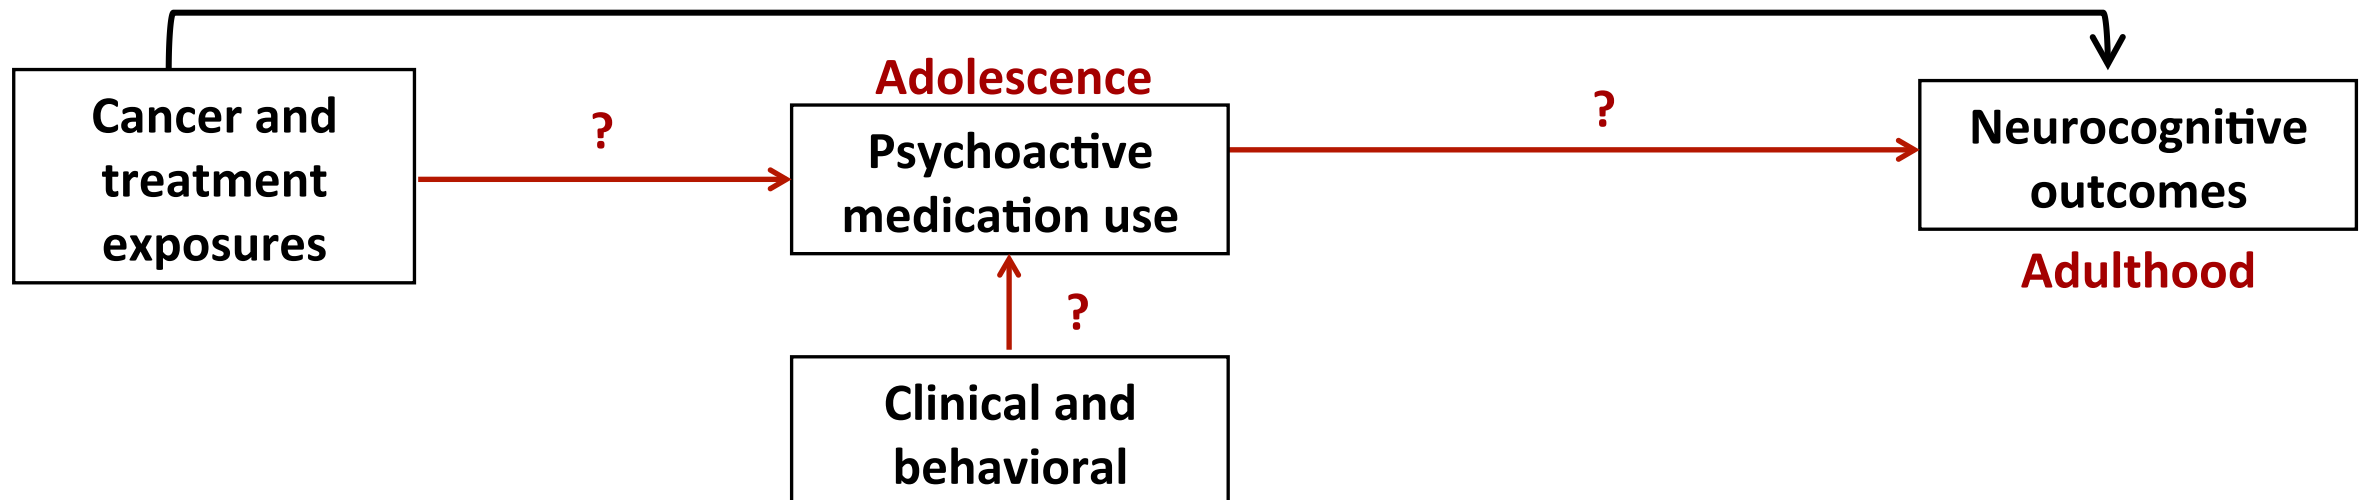 Cancer and
treatment
exposures
?
Adolescence
Psychoactive
medication use
?
Clinical and
behavioral
?
Neurocognitive
outcomes
Adulthood